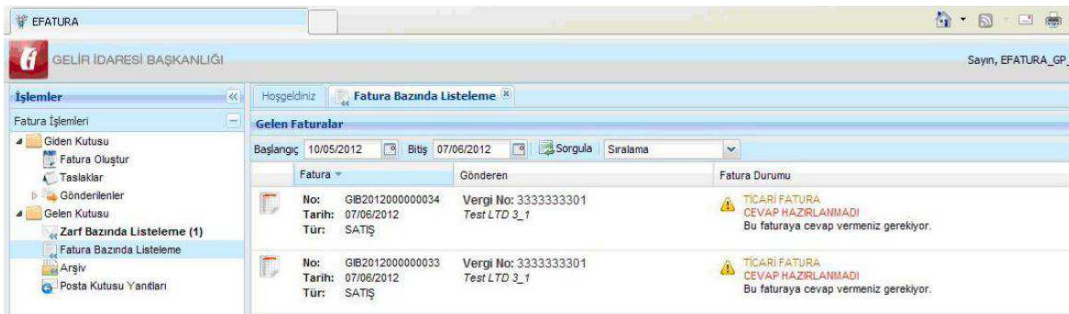 EFATURA
GELİR İDARESİ BAŞKANLIĞI
Sayın, EFATURA_GP_
İşlemler
Hoşgeldiniz
Fatura Bazında Listeleme
Fatura İşlemleri
Gelen Faturalar
Giden Kutusu
Fatura Oluştur
Taslaklar
Gönderilenler
Gelen Kutusu
Zarf Bazında Listeleme (1)
Fatura Bazında Listeleme
Arşiv
Posta Kutusu Yanıtları
Başlangıç 10/05/2012 Bitiş 07/06/2012 Sorgula Sıralama
Fatura Gönderen Fatura Durumu
No: GIB2012000000034 Vergi No: 3333333301 TİCARİ FATURA
Tarih: 07/06/2012 Test LTD 3_1 CEVAP HAZIRLANMADI
Tür: SATIŞ Bu faturaya cevap vermeniz gerekiyor.
No: GIB2012000000033 Vergi No: 3333333301 TİCARİ FATURA
Tarih: 07/06/2012 Test LTD 3_1 CEVAP HAZIRLANMADI
Tür: SATIŞ Bu faturaya cevap vermeniz gerekiyor.